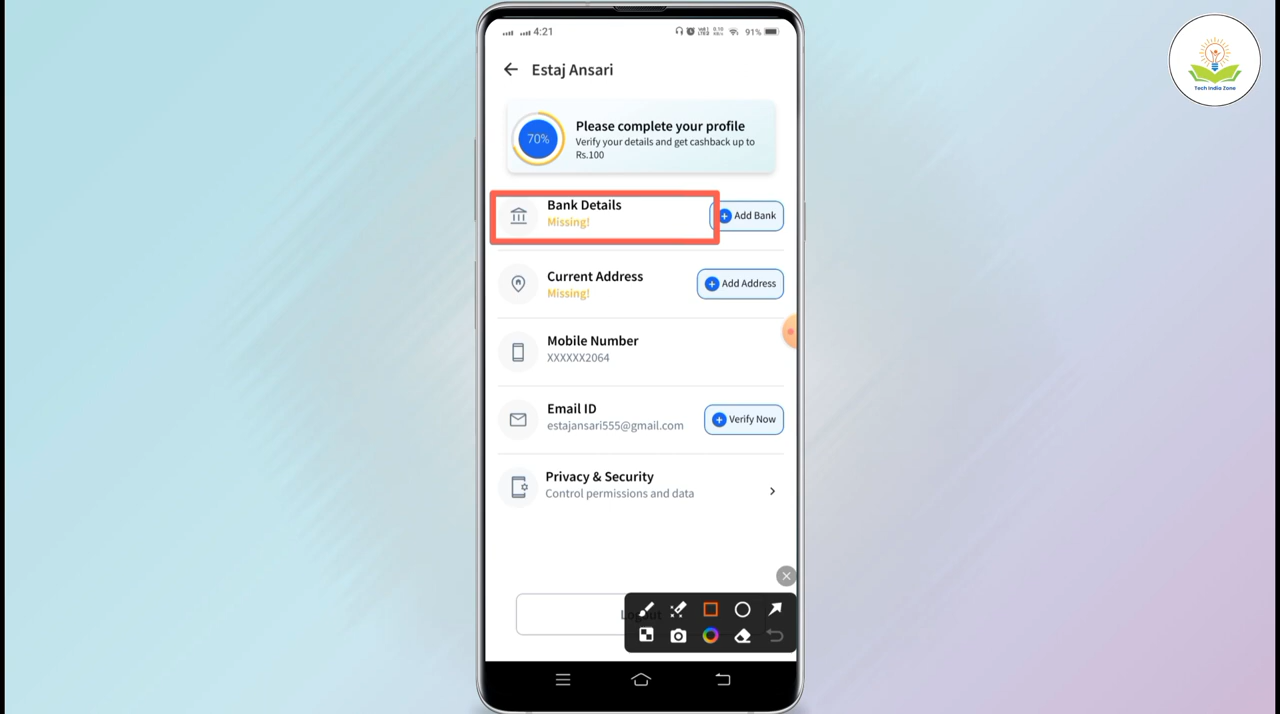 4:21
91%
Tech India Zone
Estaj Ansari
70%
Please complete your profile
Verify your details and get cashback up to
Rs.100
Bank Details
Missing!
Add Bank
Current Address
Missing!
Add Address
Mobile Number
XXXXXX2064
Email ID
estajansari555@gmail.com
Verify Now
Privacy & Security
Control permissions and data